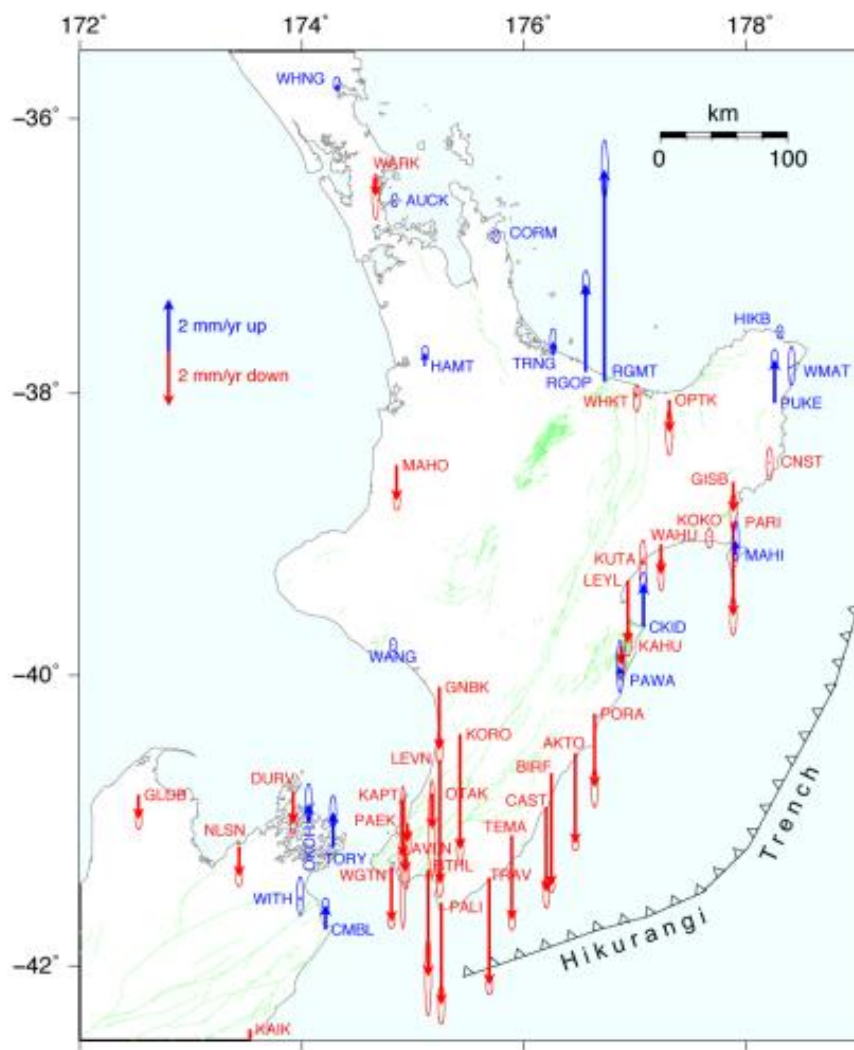 172°
174°
176°
178°
WHNG
−36°
km
0
100
WARK
AUCK
CORM
2 mm/yr up
2 mm/yr down
HIKB
TRNG
HAMT
RGOP
RGMT
WMAT
−38°
WHKT
OPTK
PUKE
MAHO
CNST
GISB
KOKO
PARI
WAHU
KUTA
MAHI
LEYL
CKID
WANG
KAHU
−40°
PAWA
GNBK
PORA
KORO
AKTO
LEVN
BIRF
DURV
GLDB
KAPT
OTAK
CAST
PAEK
NLSN
OKOH
TEMA
TORY
AVLN
WGTN
RTHL
TRAV
WITH
PALI
CMBL
Trench
Hikurangi
−42°
KAIK